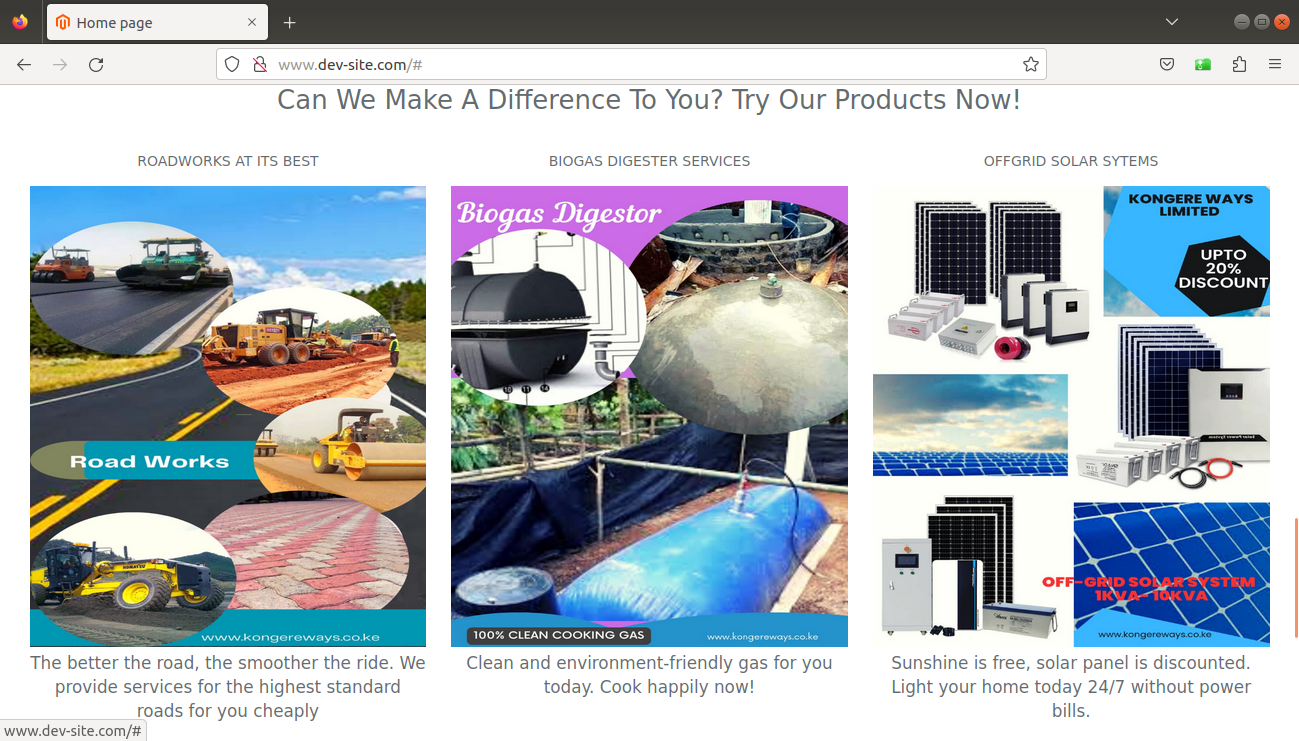 Home page
www.dev-site.com/#
Can We Make A Difference To You? Try Our Products Now!
ROADWORKS AT ITS BEST
Road Works
www.kongereways.co.ke
The better the road, the smoother the ride. We
provide services for the highest standard
roads for you cheaply
BIOGAS DIGESTER SERVICES
Biogas Digestor
10 11 14
100% CLEAN COOKING GAS
www.kongereways.co.ke
Clean and environment-friendly gas for you
today. Cook happily now!
OFFGRID SOLAR SYTEMS
KONGERE WAYS
LIMITED
UPTO
20%
DISCOUNT
OFF-GRID SOLAR SYSTEM
1KVA- 10KVA
www.kongereways.co.ke
Sunshine is free, solar panel is discounted.
Light your home today 24/7 without power
bills.
www.dev-site.com/#